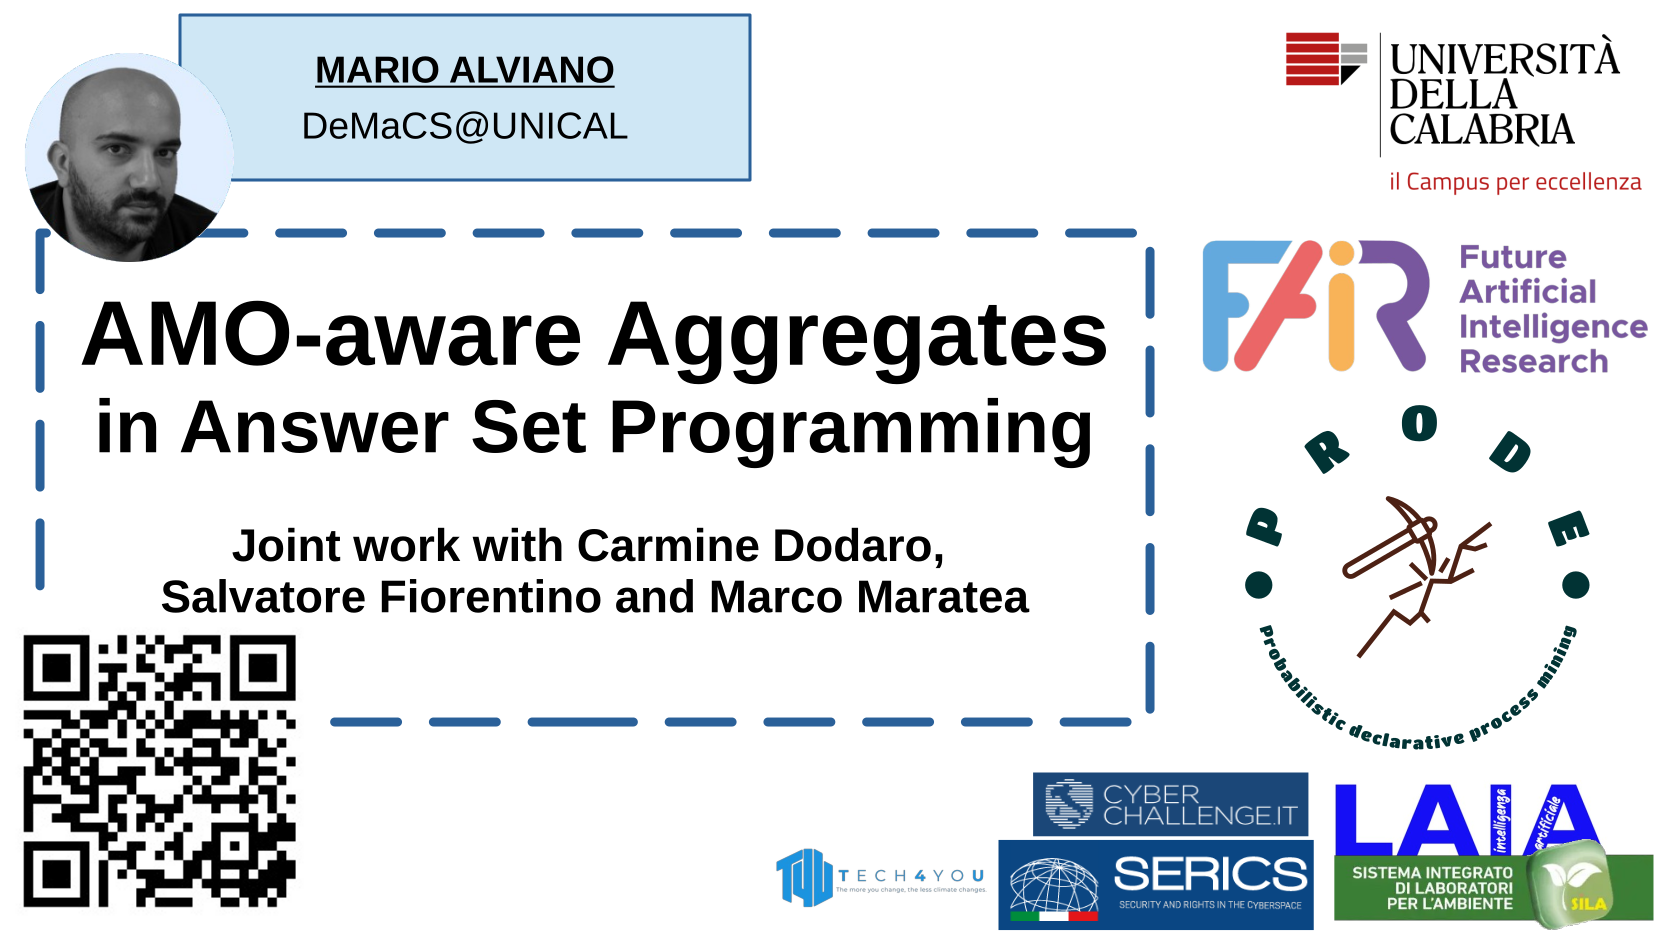 MARIO ALVIANO
DeMaCS@UNICAL
UNIVERSITÀ
DELLA
CALABRIA
il Campus per eccellenza
AMO-aware Aggregates
in Answer Set Programming
Joint work with Carmine Dodaro,
Salvatore Fiorentino and Marco Maratea
FAIR
Future
Artificial
Intelligence
Research
PRODE
Probabilistic declarative process mining
CYBER
CHALLENGE.IT
TECH4YOU
The more you change, the less climate changes.
SERICS
SECURITY AND RIGHTS IN THE CYBERSPACE
LAIA
intelligenza
artificiale
SISTEMA INTEGRATO
DI LABORATORI
PER L'AMBIENTE
SILA